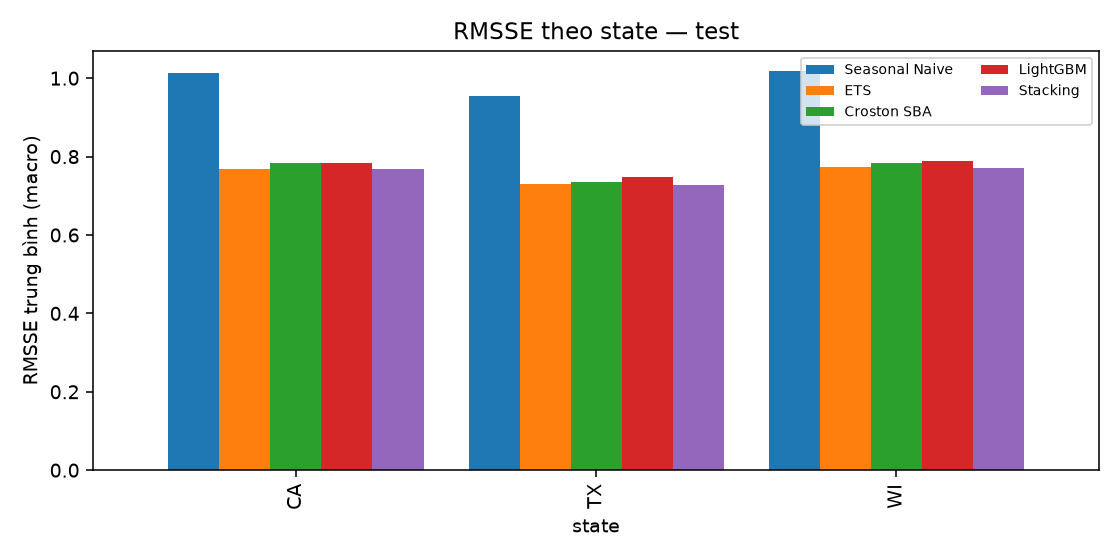 RMSSE theo state — test
RMSSE trung bình (macro)
1.0
0.8
0.6
0.4
0.2
0.0
Seasonal Naive
ETS
Croston SBA
LightGBM
Stacking
CA
TX
WI
state